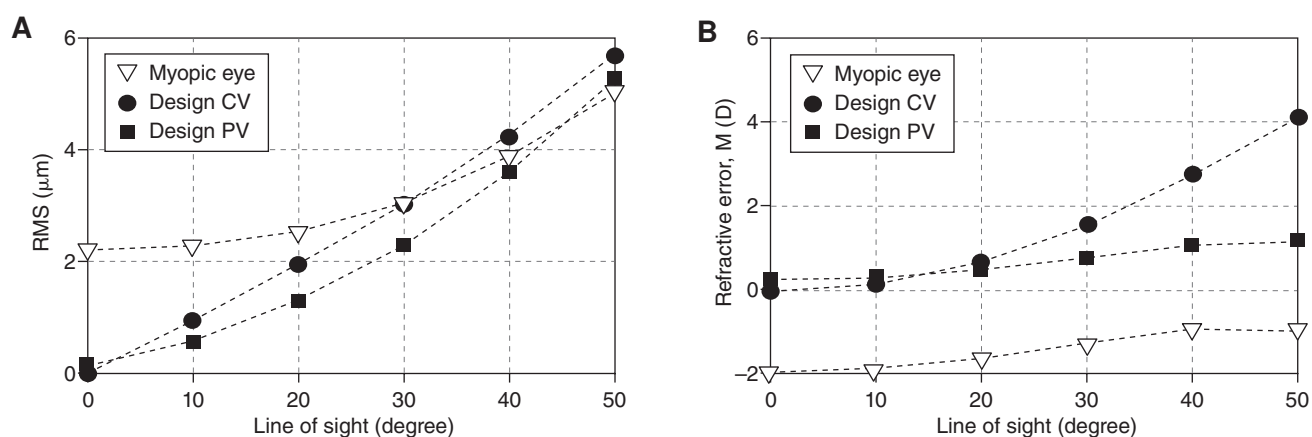 A
6
4
2
0
RMS (μm)
Myopic eye
Design CV
Design PV
0 10 20 30 40 50
Line of sight (degree)
B
6
4
2
0
–2
Refractive error, M (D)
Myopic eye
Design CV
Design PV
0 10 20 30 40 50
Line of sight (degree)